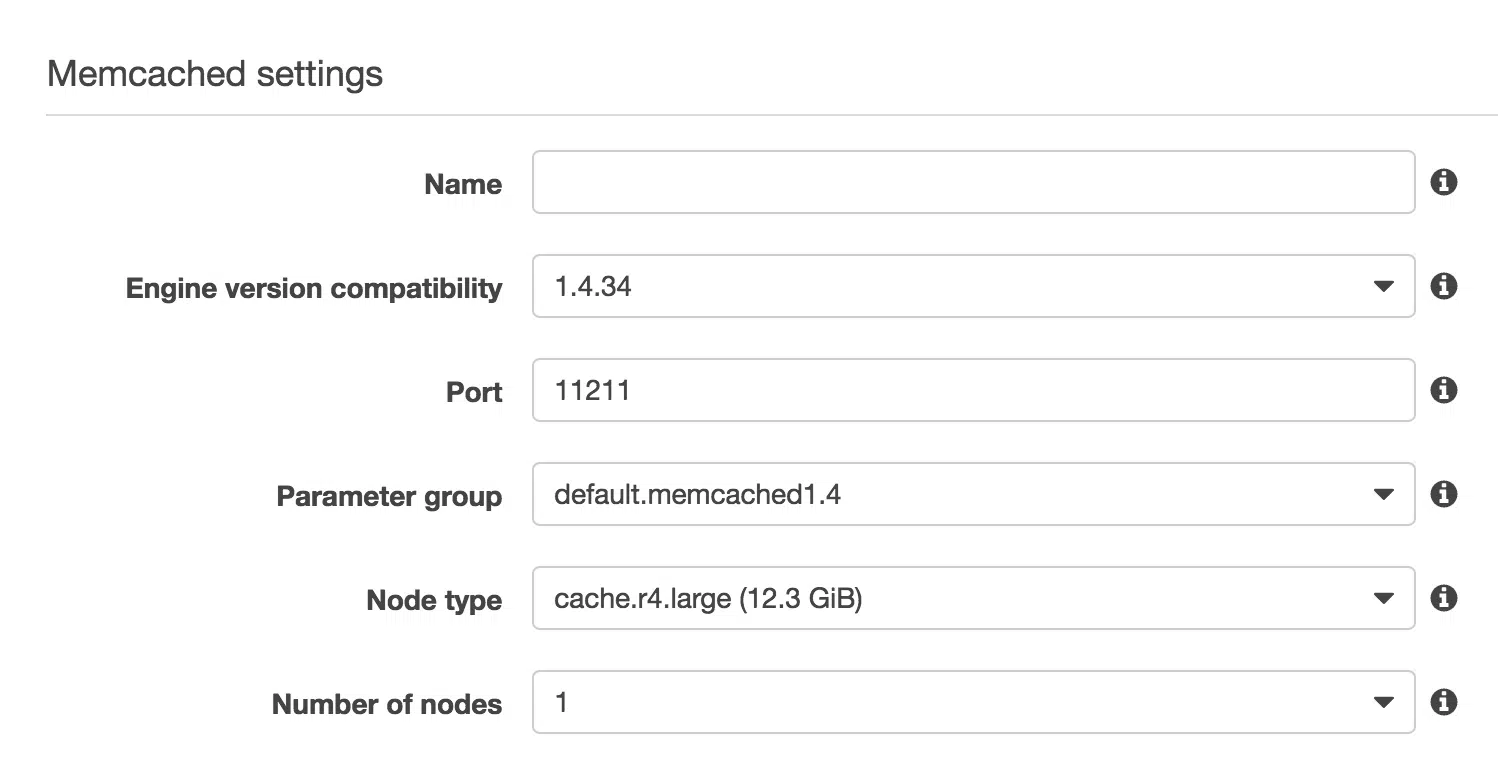 Memcached settings
Name
Engine version compatibility 1.4.34
Port 11211
Parameter group default.memcached1.4
Node type cache.r4.large (12.3 GiB)
Number of nodes 1